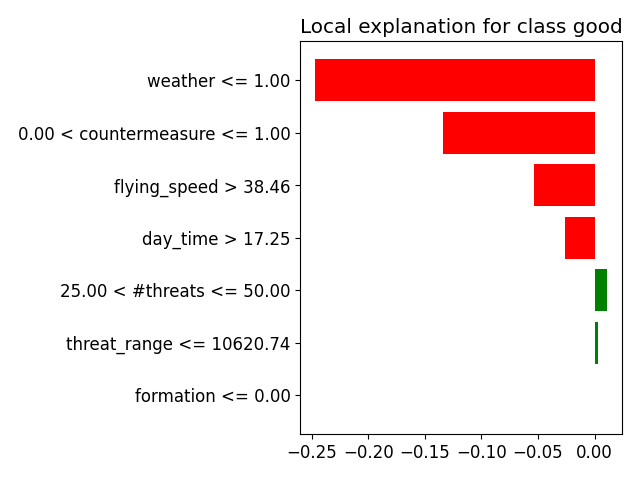 Local explanation for class good
weather <= 1.00
0.00 < countermeasure <= 1.00
flying_speed > 38.46
day_time > 17.25
25.00 < #threats <= 50.00
threat_range <= 10620.74
formation <= 0.00
−0.25 −0.20 −0.15 −0.10 −0.05 0.00